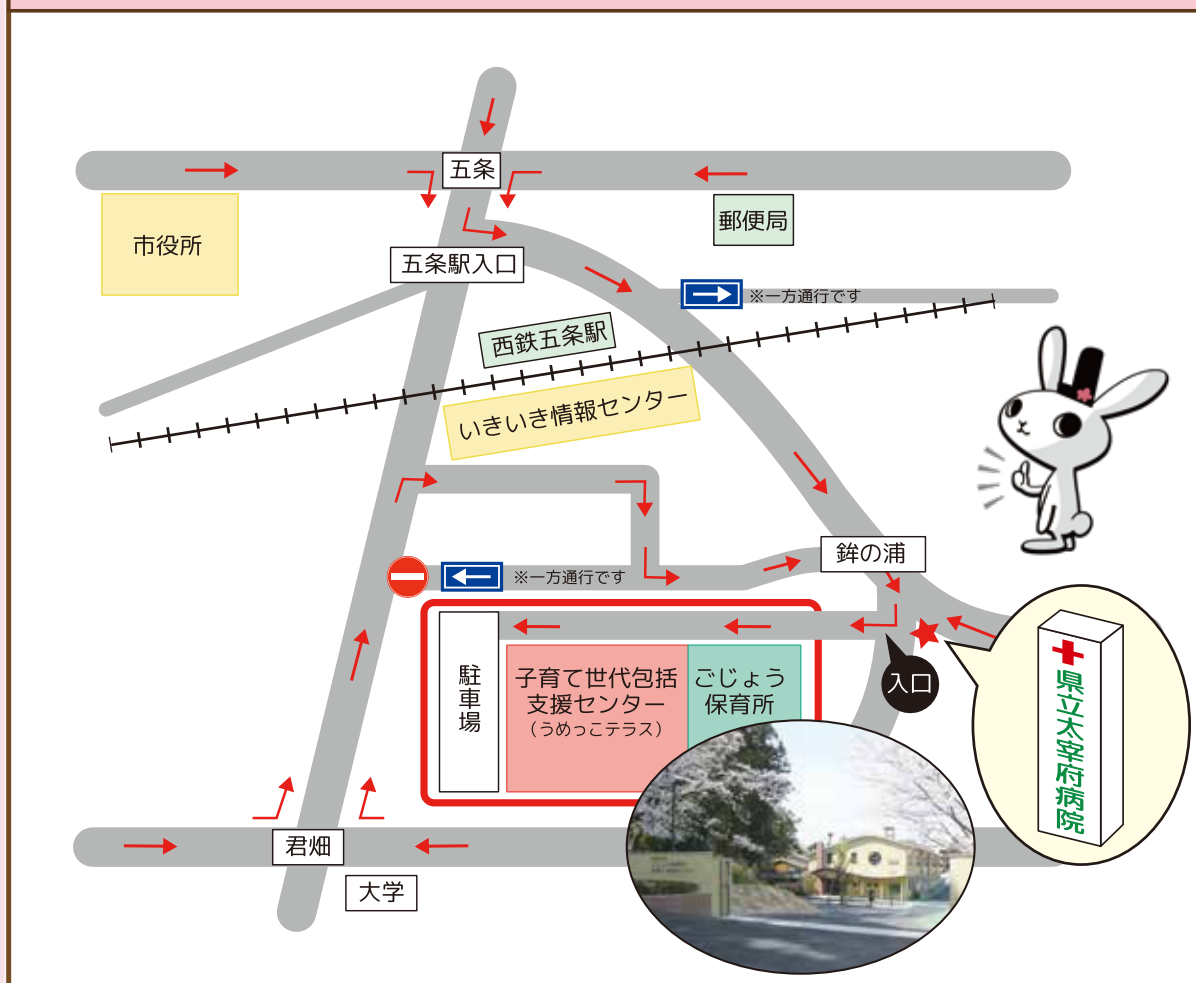 五条
市役所
郵便局
五条駅入口
※一方通行です
西鉄五条駅
いきいき情報センター
鉾の浦
※一方通行です
駐車場
子育て世代包括
支援センター
（うめっこテラス）
ごじょう
保育所
入口
県立太宰府病院
君畑
大学